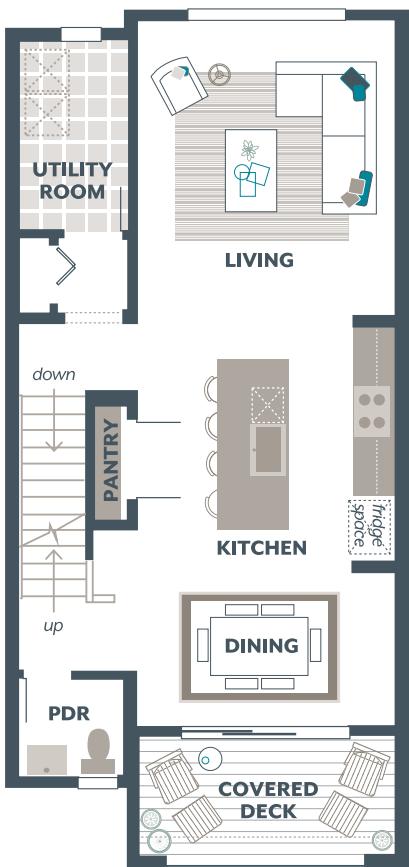 UTILITY
ROOM
LIVING
down
PANTRY
fridge
space
KITCHEN
up
DINING
PDR
COVERED
DECK